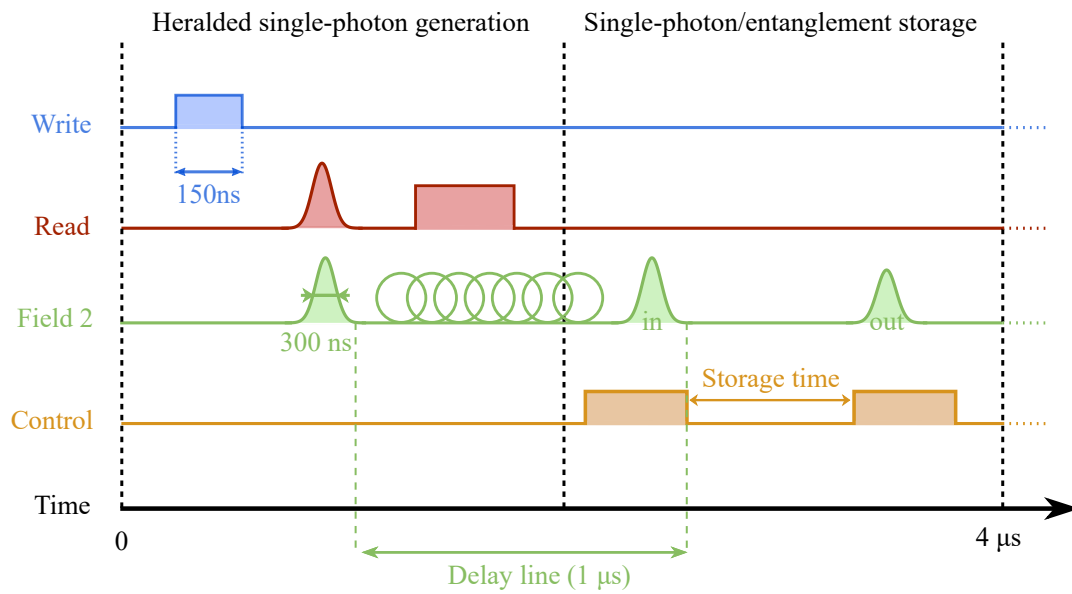 Heralded single-photon generation
Single-photon/entanglement storage
Write
150ns
Read
Field 2
300 ns
in
out
Storage time
Control
Time
0
4 μs
Delay line (1 μs)